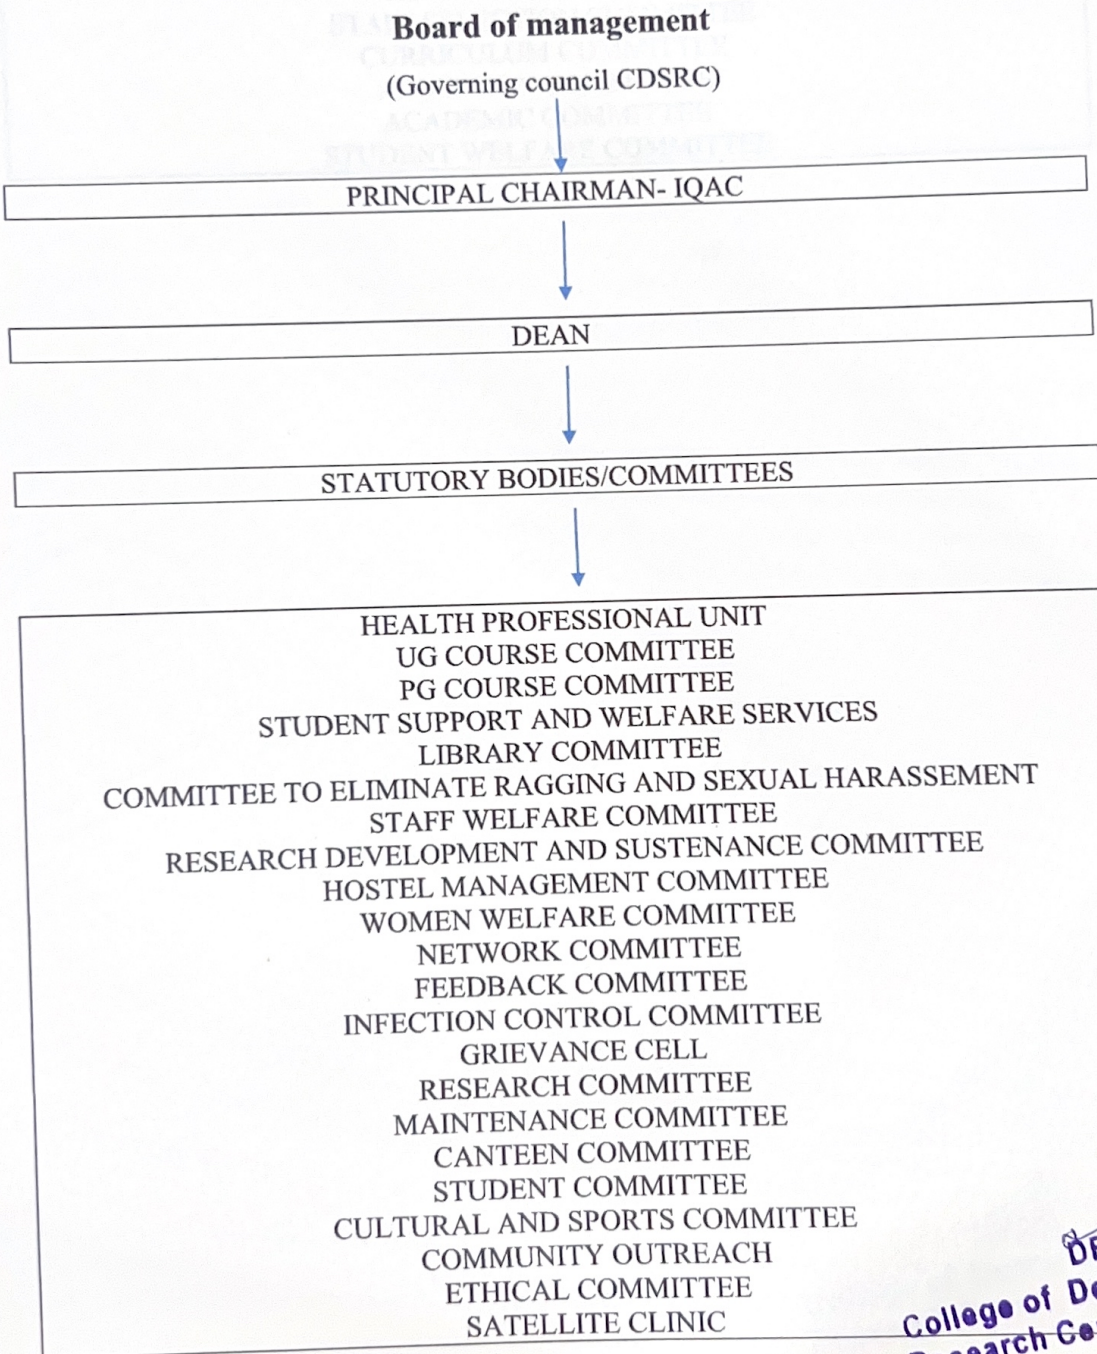 Board of management
(Governing council CDSRC)
PRINCIPAL CHAIRMAN- IQAC
DEAN
STATUTORY BODIES/COMMITTEES
HEALTH PROFESSIONAL UNIT
UG COURSE COMMITTEE
PG COURSE COMMITTEE
STUDENT SUPPORT AND WELFARE SERVICES
LIBRARY COMMITTEE
COMMITTEE TO ELIMINATE RAGGING AND SEXUAL HARASSEMENT
STAFF WELFARE COMMITTEE
RESEARCH DEVELOPMENT AND SUSTENANCE COMMITTEE
HOSTEL MANAGEMENT COMMITTEE
WOMEN WELFARE COMMITTEE
NETWORK COMMITTEE
FEEDBACK COMMITTEE
INFECTION CONTROL COMMITTEE
GRIEVANCE CELL
RESEARCH COMMITTEE
MAINTENANCE COMMITTEE
CANTEEN COMMITTEE
STUDENT COMMITTEE
CULTURAL AND SPORTS COMMITTEE
COMMUNITY OUTREACH
ETHICAL COMMITTEE
SATELLITE CLINIC
College of